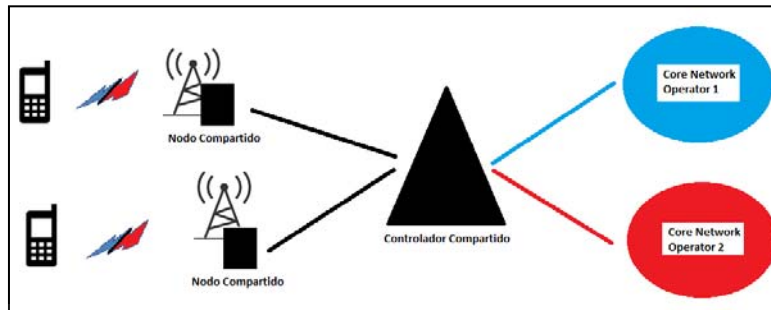 Core Network
Operator 1
Nodo Compartido
Controlador Compartido
Core Network
Operator 2
Nodo Compartido